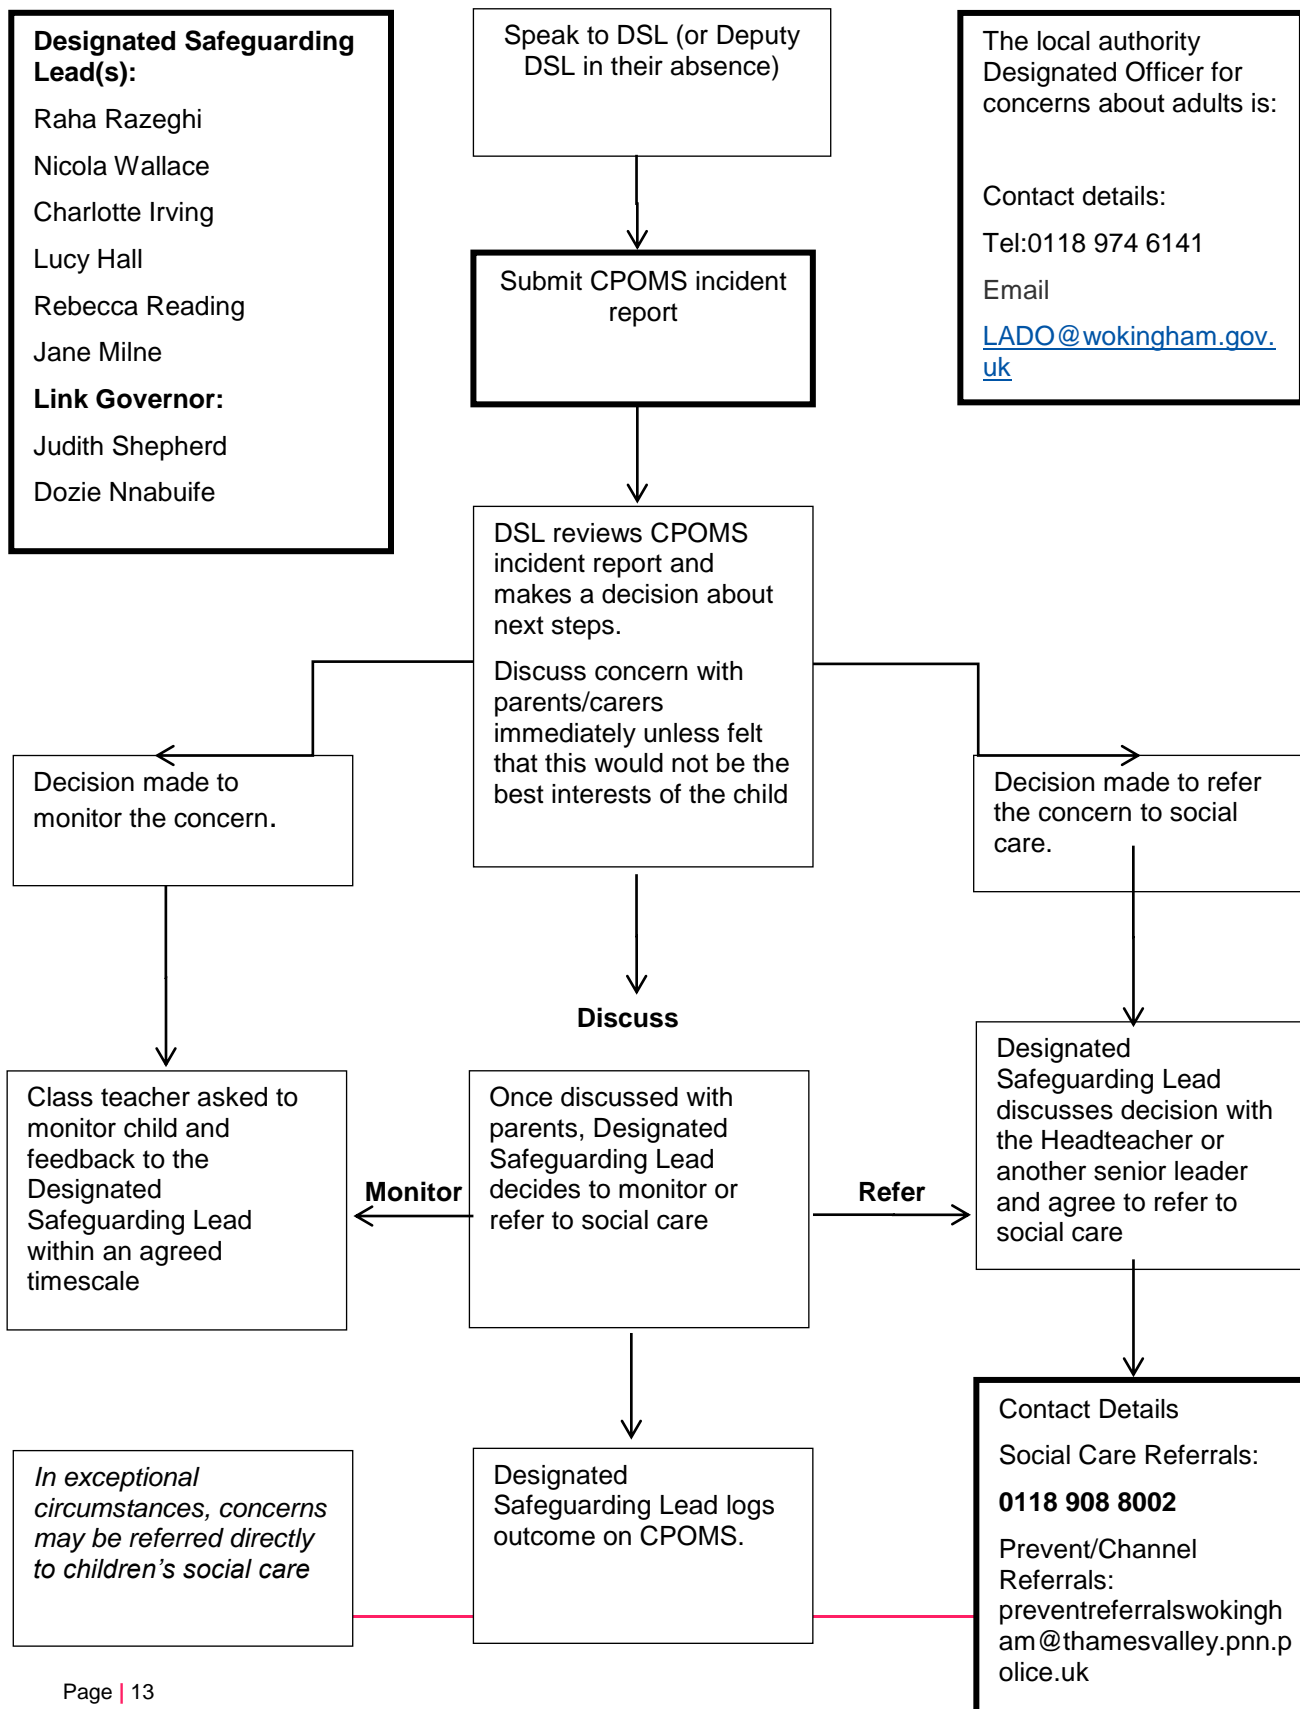 Designated Safeguarding
Lead(s):
Raha Razeghi
Nicola Wallace
Charlotte Irving
Lucy Hall
Rebecca Reading
Jane Milne
Link Governor:
Judith Shepherd
Dozie Nnabuife
Speak to DSL (or Deputy
DSL in their absence)
The local authority
Designated Officer for
concerns about adults is:
Contact details:
Tel:0118 974 6141
Email
LADO@wokingham.gov.
uk
Submit CPOMS incident
report
DSL reviews CPOMS
incident report and
makes a decision about
next steps.
Discuss concern with
parents/carers
immediately unless felt
that this would not be the
best interests of the child
Decision made to
monitor the concern.
Decision made to refer
the concern to social
care.
Discuss
Class teacher asked to
monitor child and
feedback to the
Designated
Safeguarding Lead
within an agreed
timescale
Monitor
Once discussed with
parents, Designated
Safeguarding Lead
decides to monitor or
refer to social care
Refer
Designated
Safeguarding Lead
discusses decision with
the Headteacher or
another senior leader
and agree to refer to
social care
In exceptional
circumstances, concerns
may be referred directly
to children’s social care
Designated
Safeguarding Lead logs
outcome on CPOMS.
Contact Details
Social Care Referrals:
0118 908 8002
Prevent/Channel
Referrals:
preventreferralswokingh
am@thamesvalley.pnn.p
olice.uk
Page | 13